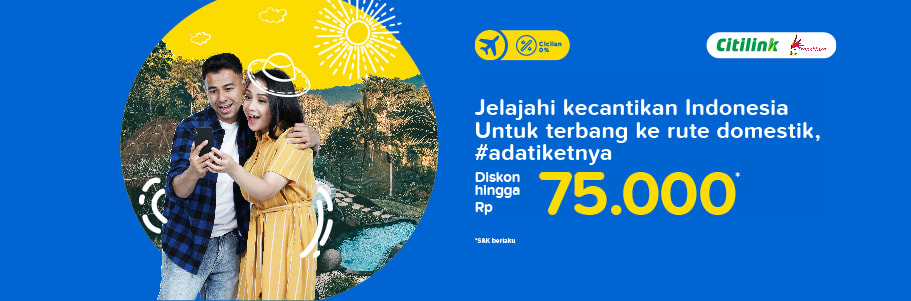 Cicilan
0%
Citilink
Jelajahi kecantikan Indonesia
Untuk terbang ke rute domestik,
#adatiketnya
Diskon
hingga
Rp
75.000*
*S&K berlaku